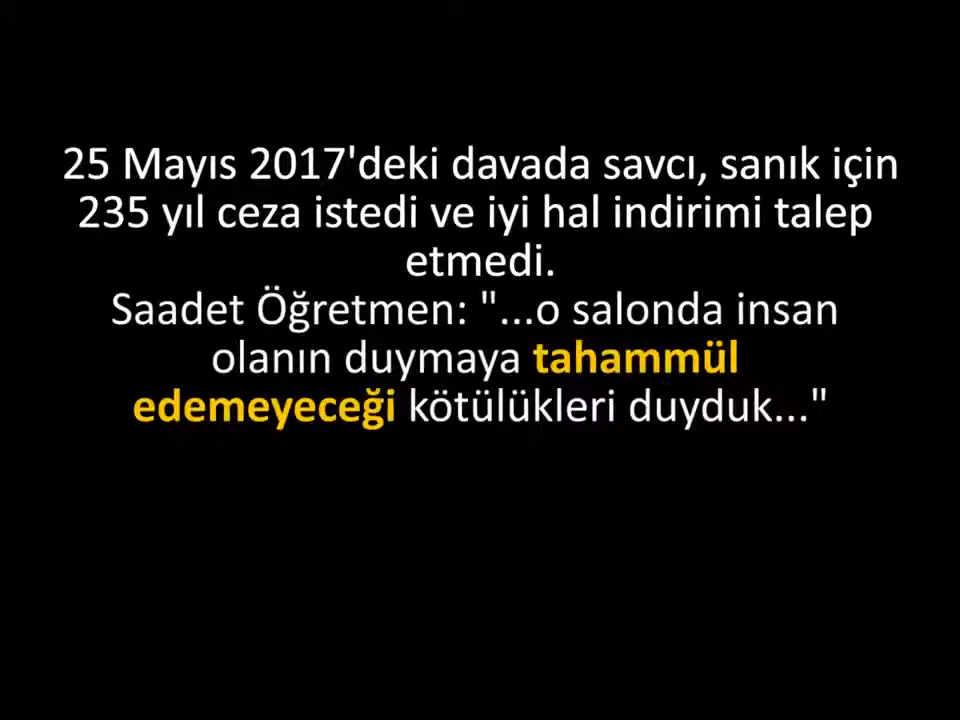 25 Mayıs 2017'deki davada savcı, sanık için
235 yıl ceza istedi ve iyi hal indirimi talep
etmedi.
Saadet Öğretmen: "...o salonda insan
olanın duymaya tahammül
edemeyeceği kötülükleri duyduk..."